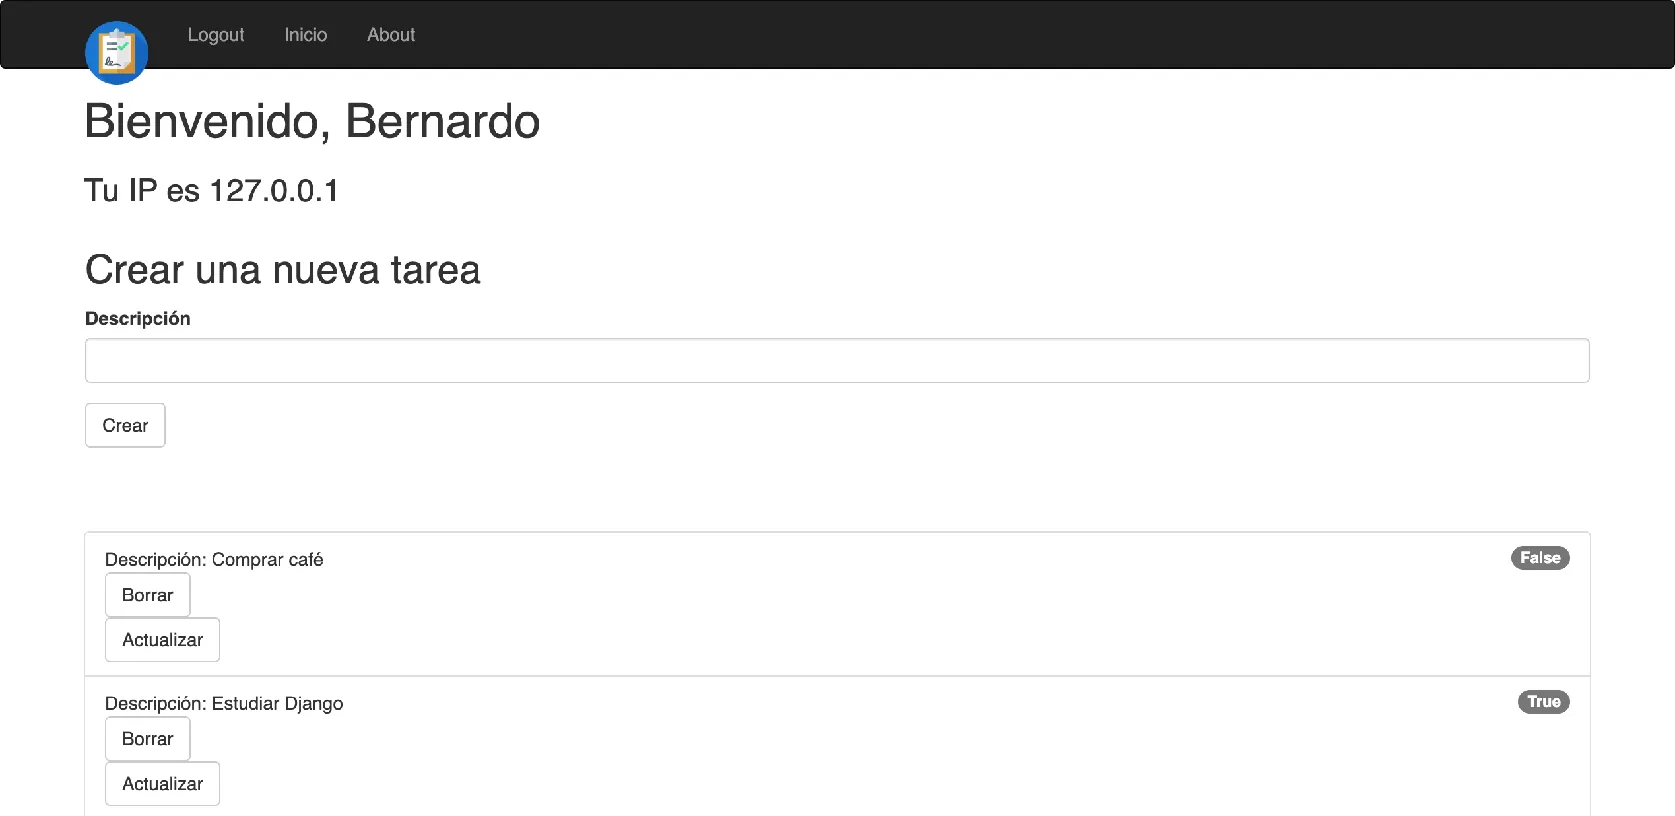 Logout Inicio About
Bienvenido, Bernardo
Tu IP es 127.0.0.1
Crear una nueva tarea
Descripción
Crear
Descripción: Comprar café False
Borrar
Actualizar
Descripción: Estudiar Django True
Borrar
Actualizar